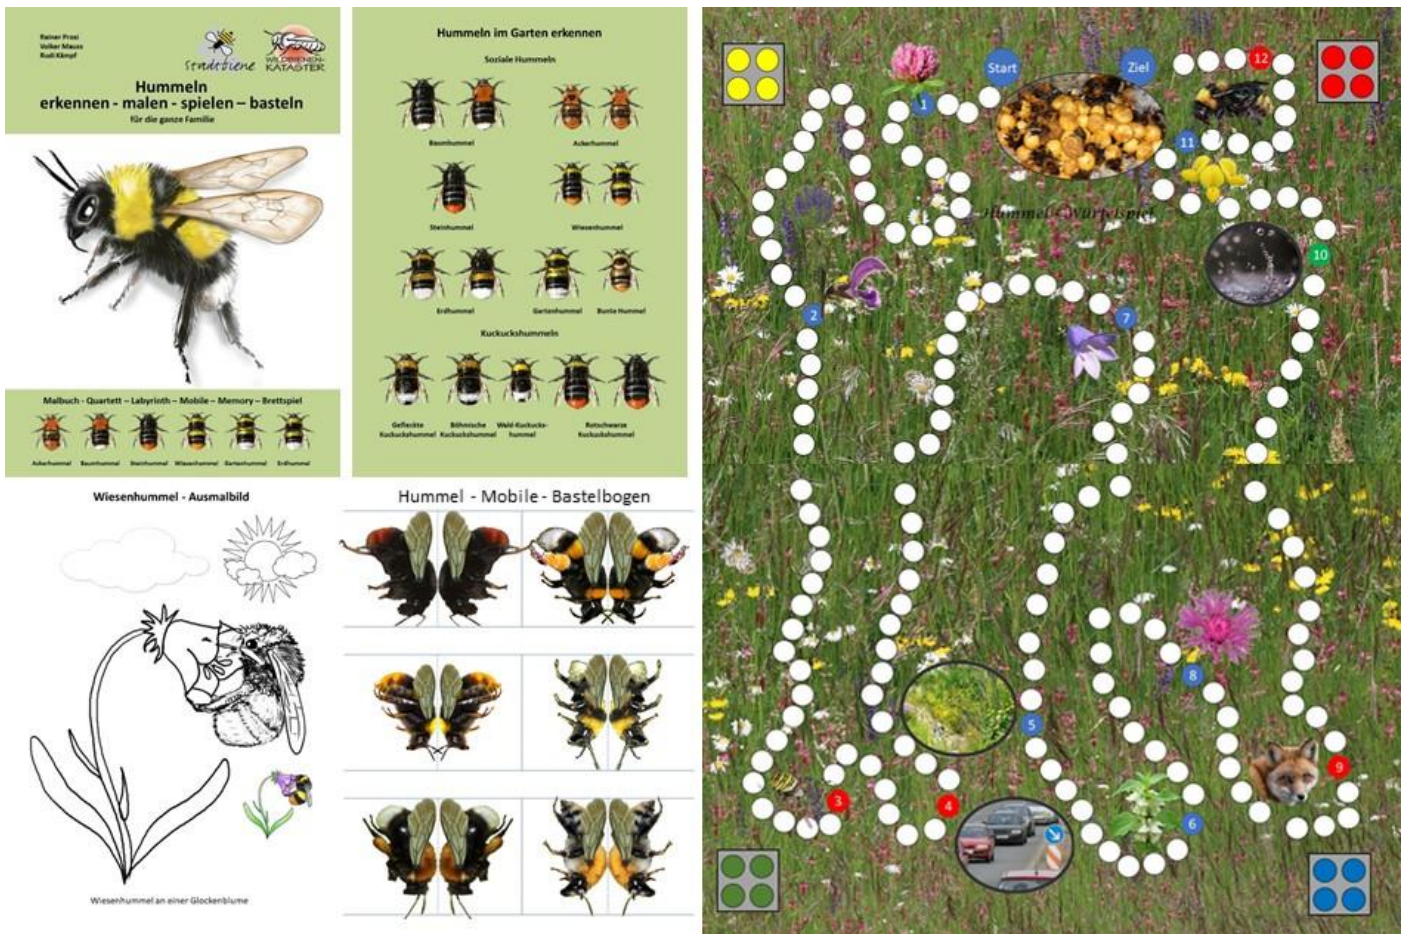 Rainer Prosi
Volker Mauss
Rudi Kämpf
Stadtbiene
WILDBIENEN-
KATASTER
Hummeln
erkennen - malen - spielen – basteln
für die ganze Familie
Malbuch - Quartett – Labyrinth – Mobile – Memory – Brettspiel
Ackerhummel Baumhummel Steinhummel Wiesenhummel Gartenhummel Erdhummel
Hummeln im Garten erkennen
Soziale Hummeln
Baumhummel Ackerhummel
Steinhummel Wiesenhummel
Erdhummel Gartenhummel Bunte Hummel
Kuckuckshummeln
Gefleckte Kuckuckshummel
Böhmische Kuckuckshummel
Wald-Kuckucks-
hummel
Rotschwarze Kuckuckshummel
Wiesenhummel - Ausmalbild
Wiesenhummel an einer Glockenblume
Hummel - Mobile - Bastelbogen
Start
Ziel
Hummel - Würfelspiel
1
2
3
4
5
6
7
8
9
10
11
12